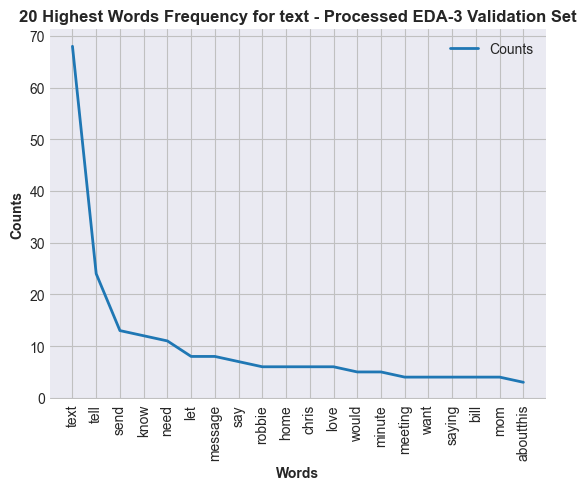 20 Highest Words Frequency for text - Processed EDA-3 Validation Set
Counts
70
60
50
40
30
20
10
0
Counts
text
tell
send
know
need
let
message
say
robbie
home
chris
love
would
minute
meeting
want
saying
bill
mom
aboutthis
Words